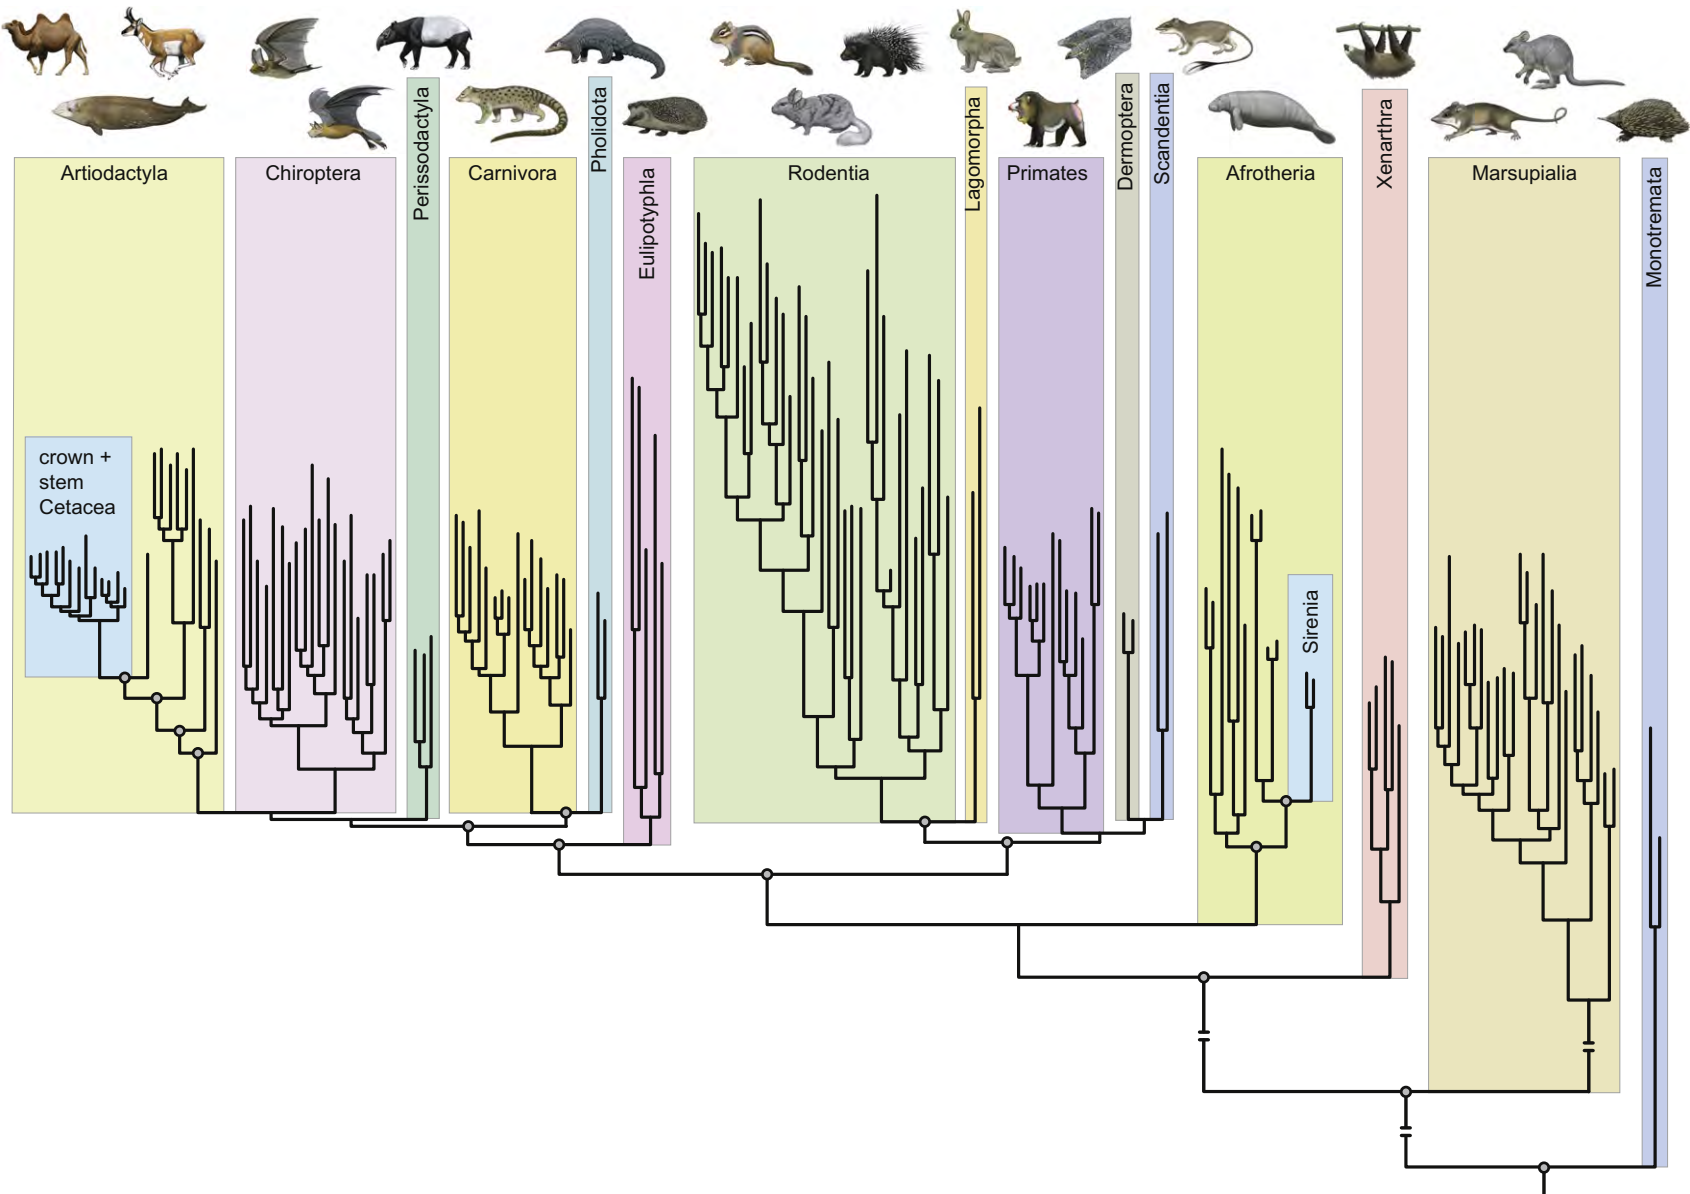 Artiodactyla
Chiroptera
Perissodactyla
Carnivora
Pholidota
Eulipotyphla
Rodentia
Lagomorpha
Primates
Dermoptera
Scandentia
Afrotheria
Xenarthra
Marsupialia
Monotremata
crown +
stem
Cetacea
Sirenia